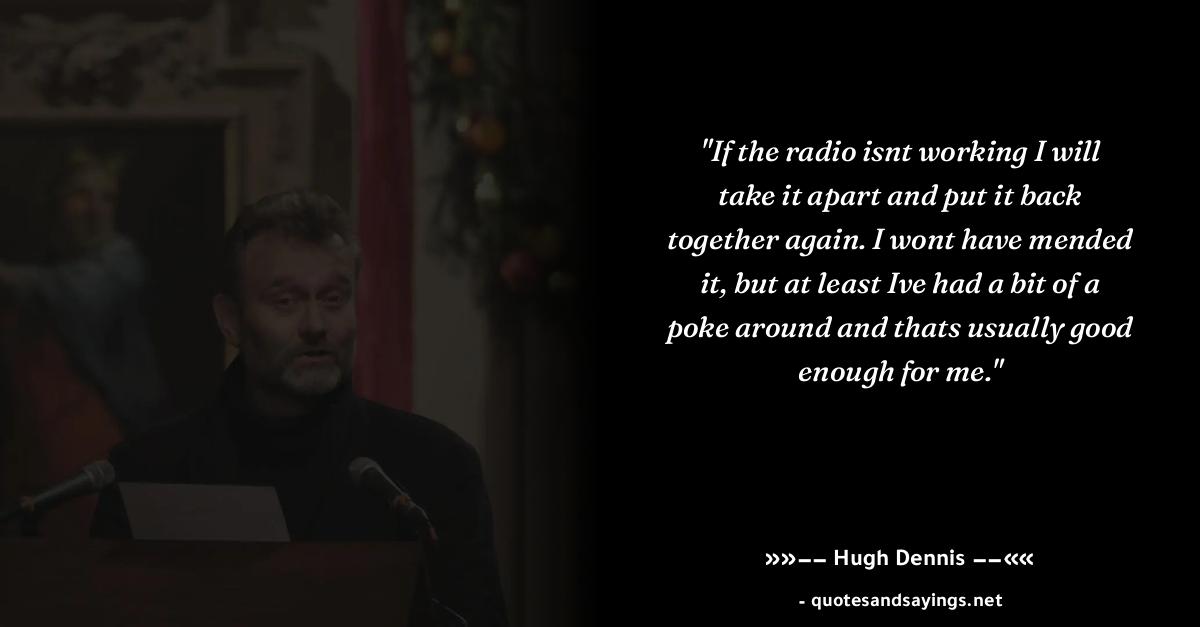 "If the radio isnt working I will
take it apart and put it back
together again. I wont have mended
it, but at least Ive had a bit of a
poke around and thats usually good
enough for me."
»»−− Hugh Dennis −−««
- quotesandsayings.net